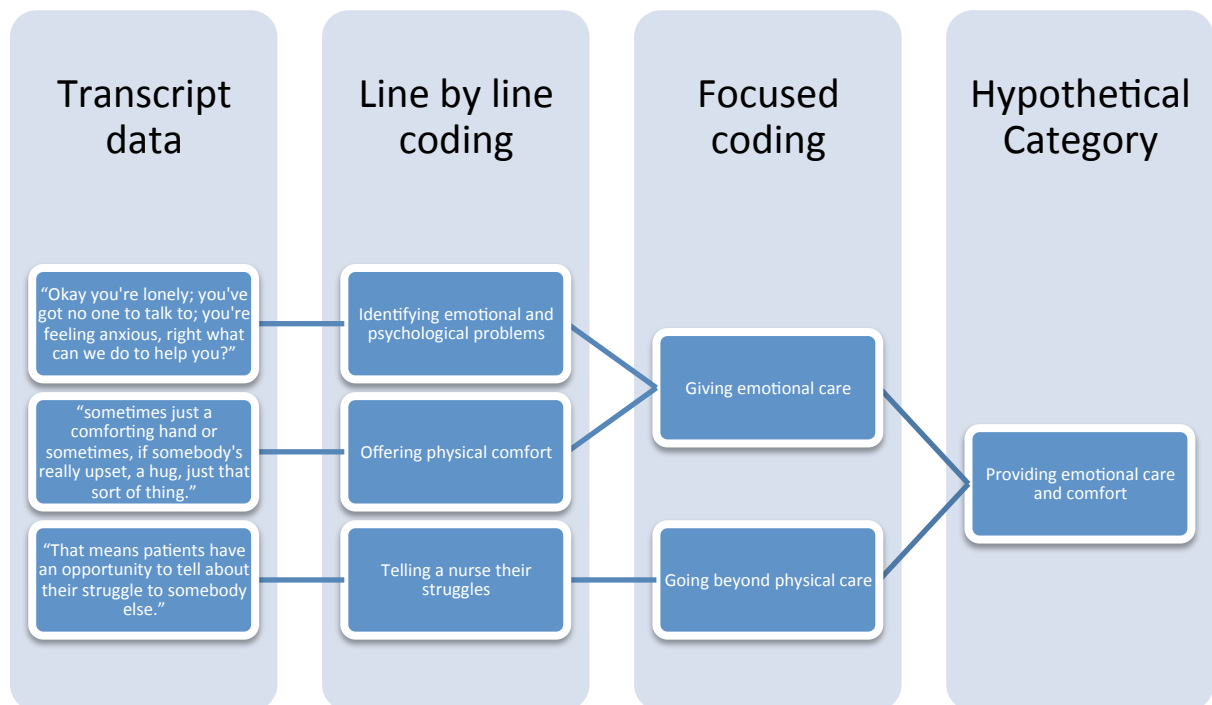 Transcript
data
Line by line
coding
Focused
coding
Hypothetical
Category
“Okay you're lonely; you've
got no one to talk to; you're
feeling anxious, right what
can we do to help you?”
Identifying emotional and
psychological problems
“sometimes just a
comforting hand or
sometimes, if somebody's
really upset, a hug, just that
sort of thing.”
Offering physical comfort
“That means patients have
an opportunity to tell about
their struggle to somebody
else.”
Telling a nurse their
struggles
Giving emotional care
Going beyond physical care
Providing emotional care
and comfort